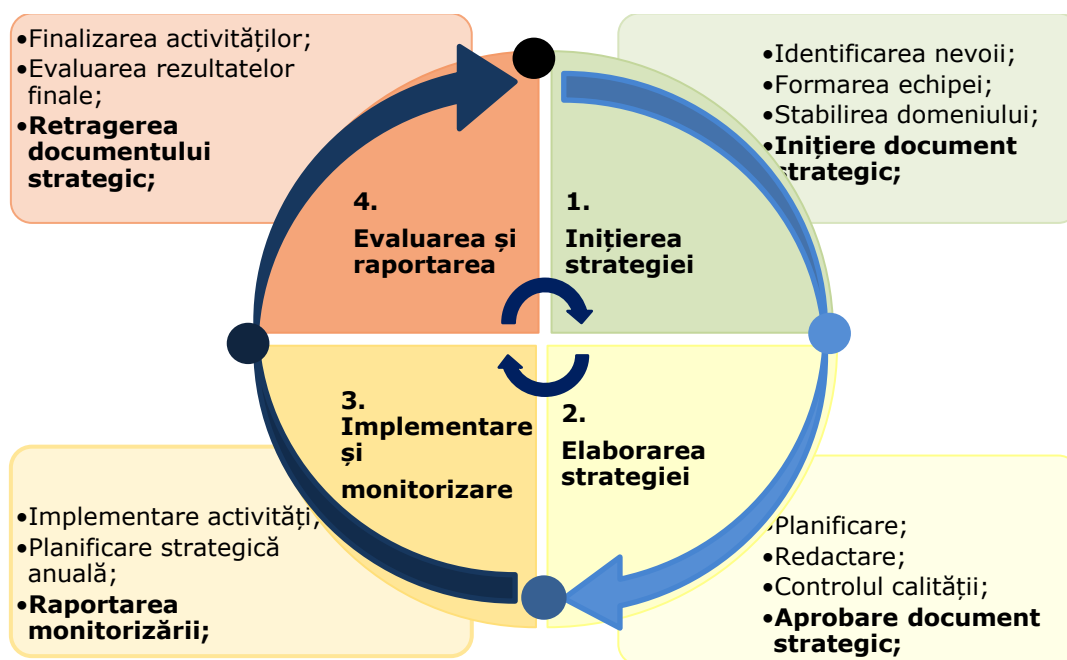 •Finalizarea activităților;
•Evaluarea rezultatelor
finale;
•Retragerea
documentului
strategic;
•Identificarea nevoii;
•Formarea echipei;
•Stabilirea domeniului;
•Inițiere document
strategic;
4.
Evaluarea și
raportarea
1.
Inițierea
strategiei
3.
Implementare
și
monitorizare
2.
Elaborarea
strategiei
•Implementare activități;
•Planificare strategică
anuală;
•Raportarea
monitorizării;
•Planificare;
•Redactare;
•Controlul calității;
•Aprobare document
strategic;